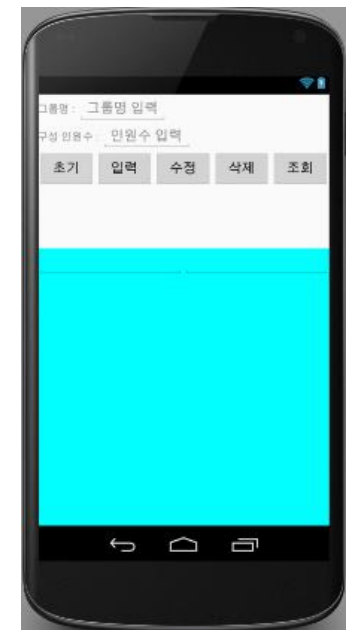 그룹명 : 그룹명 입력
구성 인원수 : 인원수 입력
초기 입력 수정 삭제 조회